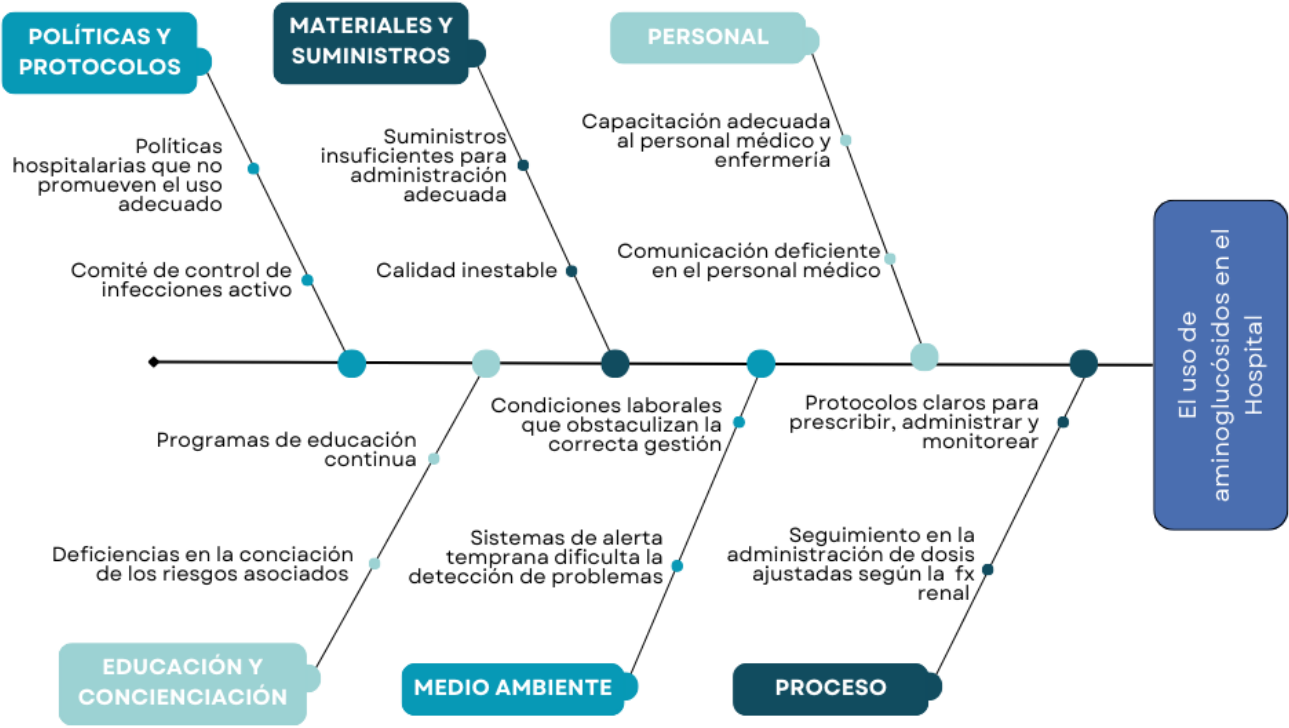 POLÍTICAS Y
PROTOCOLOS
MATERIALES Y
SUMINISTROS
PERSONAL
Políticas
hospitalarias que no
promueven el uso
adecuado
Comité de control de
infecciones activo
Suministros
insuficientes para
administración
adecuada
Calidad inestable
Capacitación adecuada
al personal médico y
enfermería
Comunicación deficiente
en el personal médico
El uso de
aminoglucósidos en el
Hospital
Programas de educación
continua
Deficiencias en la conciación
de los riesgos asociados
Condiciones laborales
que obstaculizan la
correcta gestión
Sistemas de alerta
temprana dificulta la
detección de problemas
Protocolos claros para
prescribir, administrar y
monitorear
Seguimiento en la
administración de dosis
ajustadas según la fx
renal
EDUCACIÓN Y
CONCIENCIACIÓN
MEDIO AMBIENTE
PROCESO